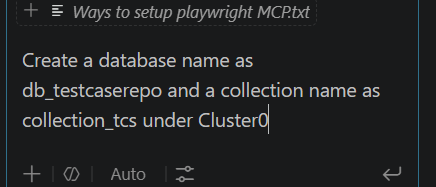 Ways to setup playwright MCP.txt
Create a database name as
db_testcaserepo and a collection name as
collection_tcs under Cluster0
Auto